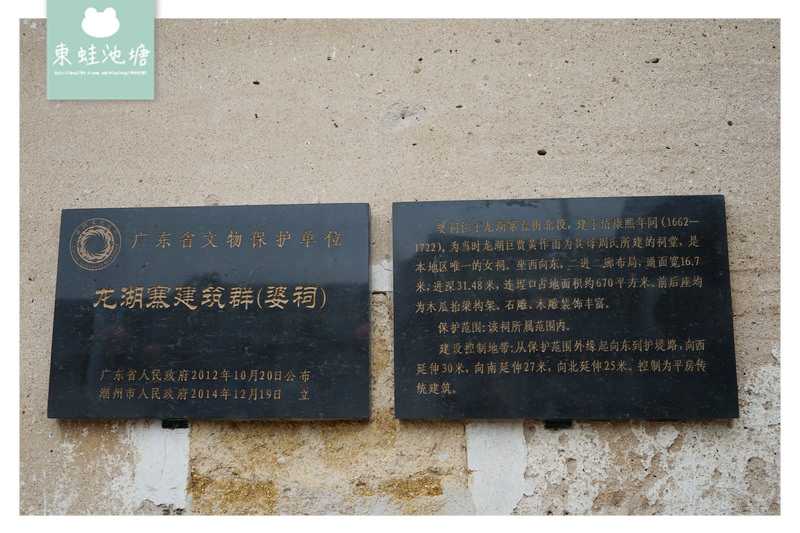 東蛙池塘
广东省文物保护单位
龙湖寨建筑群(婆祠)
广东省人民政府2012年10月20日公布
潮州市人民政府2014年12月19日 立
婆祠位于龙湖寨直街北段，建于清康熙年间(1662—
1722)，为当时龙湖巨贾黄作雨为其母周氏所建的祠堂，是
本地区唯一的女祠。坐西向东，二进二廊布局，通面宽16.7
米，进深31.48米，连埕口占地面积约670平方米。前后座均
为木瓜抬梁构架，石雕、木雕装饰丰富。
保护范围：该祠所属范围内。
建设控制地带：从保护范围外缘起向东到护堤路，向西
延伸30米，向南延伸27米，向北延伸25米。控制为平房传
统建筑。